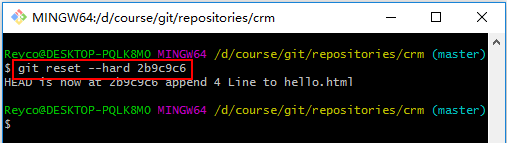 MINGW64:/d/course/git/repositories/crm
Reyco@DESKTOP-PQLK8MO MINGW64 /d/course/git/repositories/crm (master)
$ git reset --hard 2b9c9c6
HEAD is now at 2b9c9c6 append 4 Line to hello.html
Reyco@DESKTOP-PQLK8MO MINGW64 /d/course/git/repositories/crm (master)
$